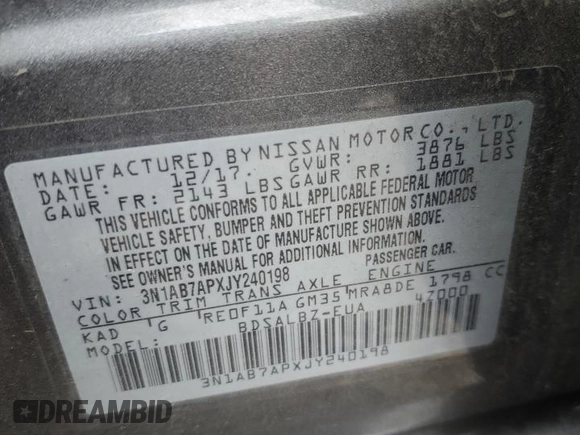 MANUFACTURED BY NISSAN MOTOR CO., LTD.
DATE: 12/17. GVWR: 3876 LBS
GAWR FR: 2143 LBS GAWR RR: 1881 LBS
THIS VEHICLE CONFORMS TO ALL APPLICABLE FEDERAL MOTOR
VEHICLE SAFETY, BUMPER AND THEFT PREVENTION STANDARDS
IN EFFECT ON THE DATE OF MANUFACTURE SHOWN ABOVE.
SEE OWNER'S MANUAL FOR ADDITIONAL INFORMATION.
VIN: 3N1AB7APXJY240198 PASSENGER CAR.
COLOR TRIM TRANS AXLE ENGINE
KAD G RE0F11A GM35 MRA8DE 1798 CC
MODEL: BDSALBZ-EUA 4Z000
3N1AB7APXJY240198
DREAMBID